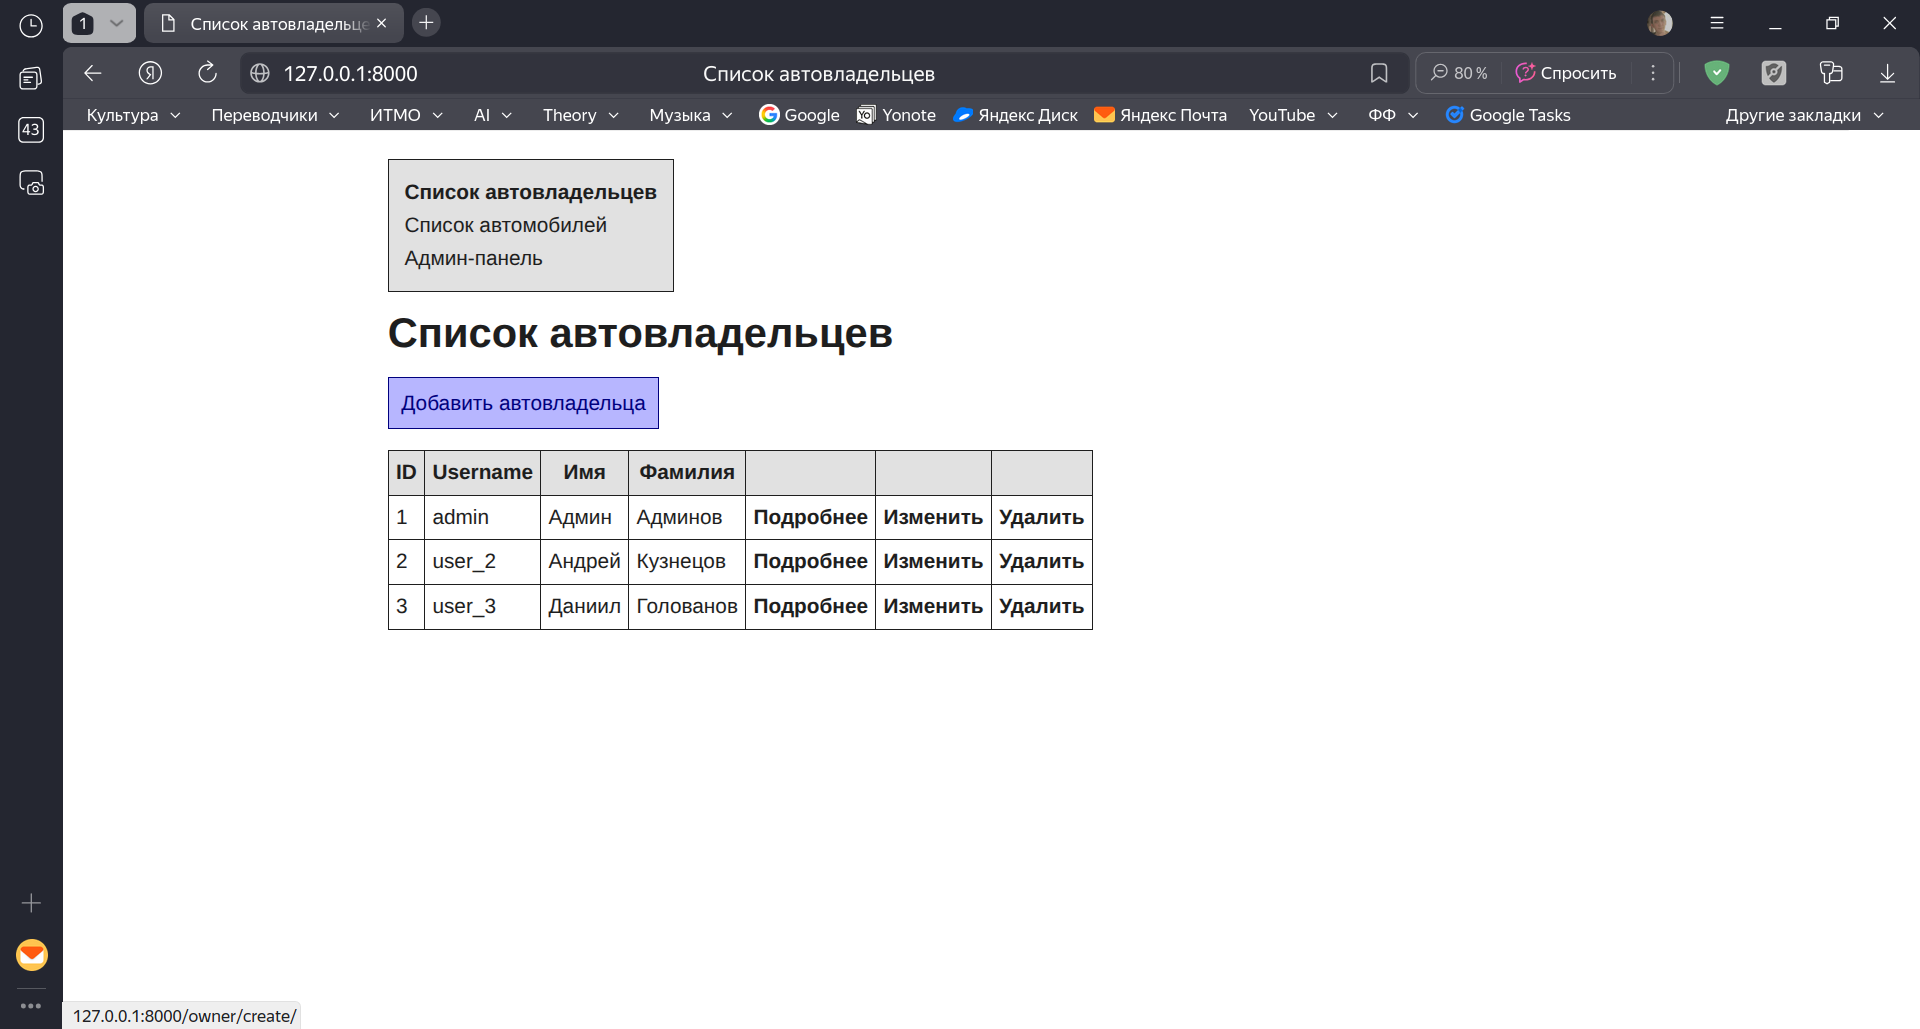 1
Список автовладельце
127.0.0.1:8000
Список автовладельцев
80 %
Спросить
Культура
Переводчики
ИТМО
AI
Theory
Музыка
Google
Yonote
Яндекс Диск
Яндекс Почта
YouTube
ФФ
Google Tasks
Другие закладки
43
Список автовладельцев
Список автомобилей
Админ-панель
Список автовладельцев
Добавить автовладельца
ID Username Имя Фамилия
1 admin Админ Админов Подробнее Изменить Удалить
2 user_2 Андрей Кузнецов Подробнее Изменить Удалить
3 user_3 Даниил Голованов Подробнее Изменить Удалить
127.0.0.1:8000/owner/create/